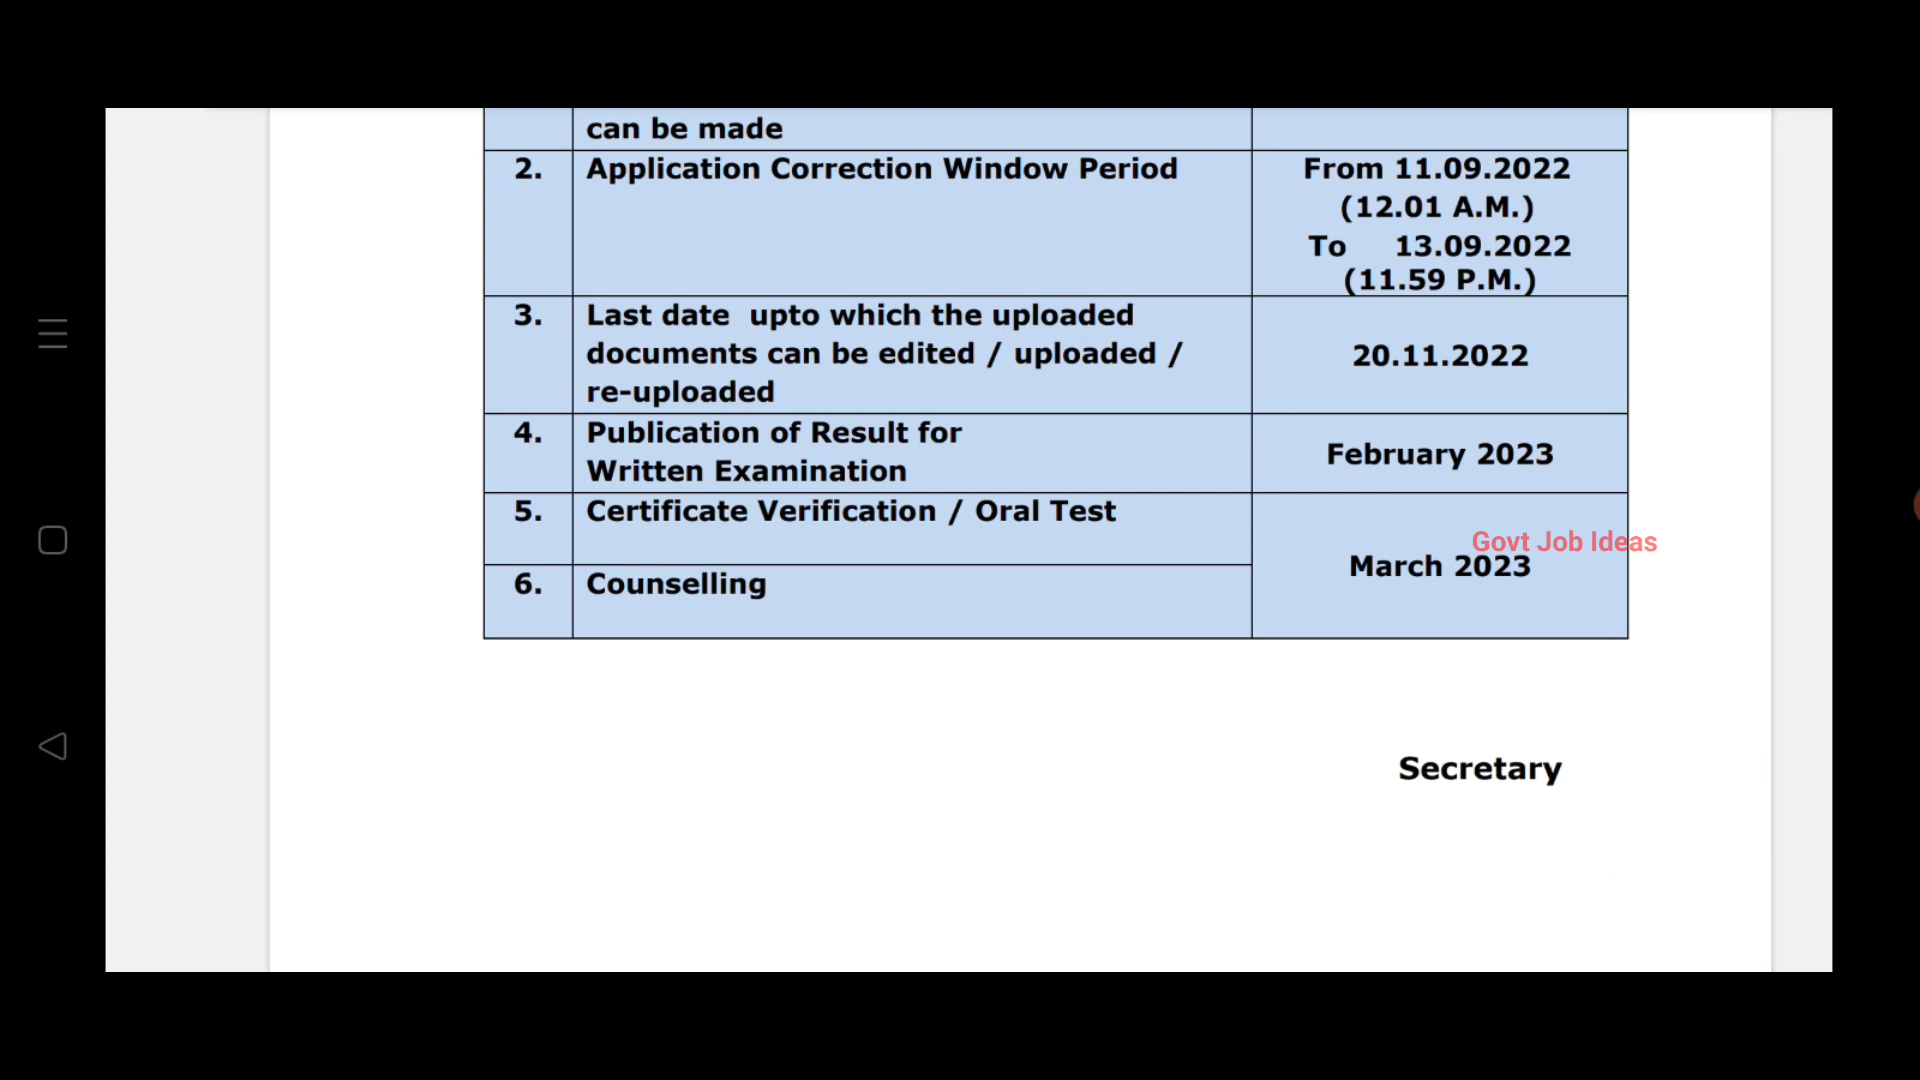 can be made
2. Application Correction Window Period From 11.09.2022
(12.01 A.M.)
To 13.09.2022
(11.59 P.M.)
3. Last date upto which the uploaded
documents can be edited / uploaded /
re-uploaded
20.11.2022
4. Publication of Result for
Written Examination
February 2023
5. Certificate Verification / Oral Test
Govt Job Ideas
March 2023
6. Counselling
Secretary